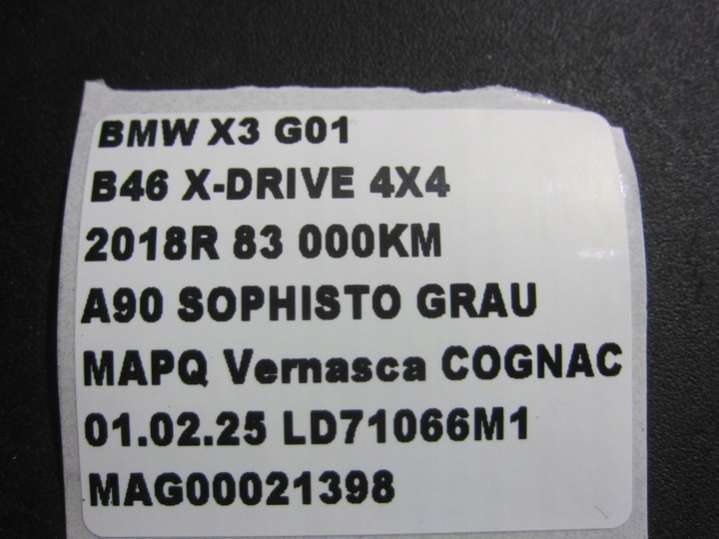 BMW X3 G01
B46 X-DRIVE 4X4
2018R 83 000KM
A90 SOPHISTO GRAU
MAPQ Vernasca COGNAC
01.02.25 LD71066M1
MAG00021398